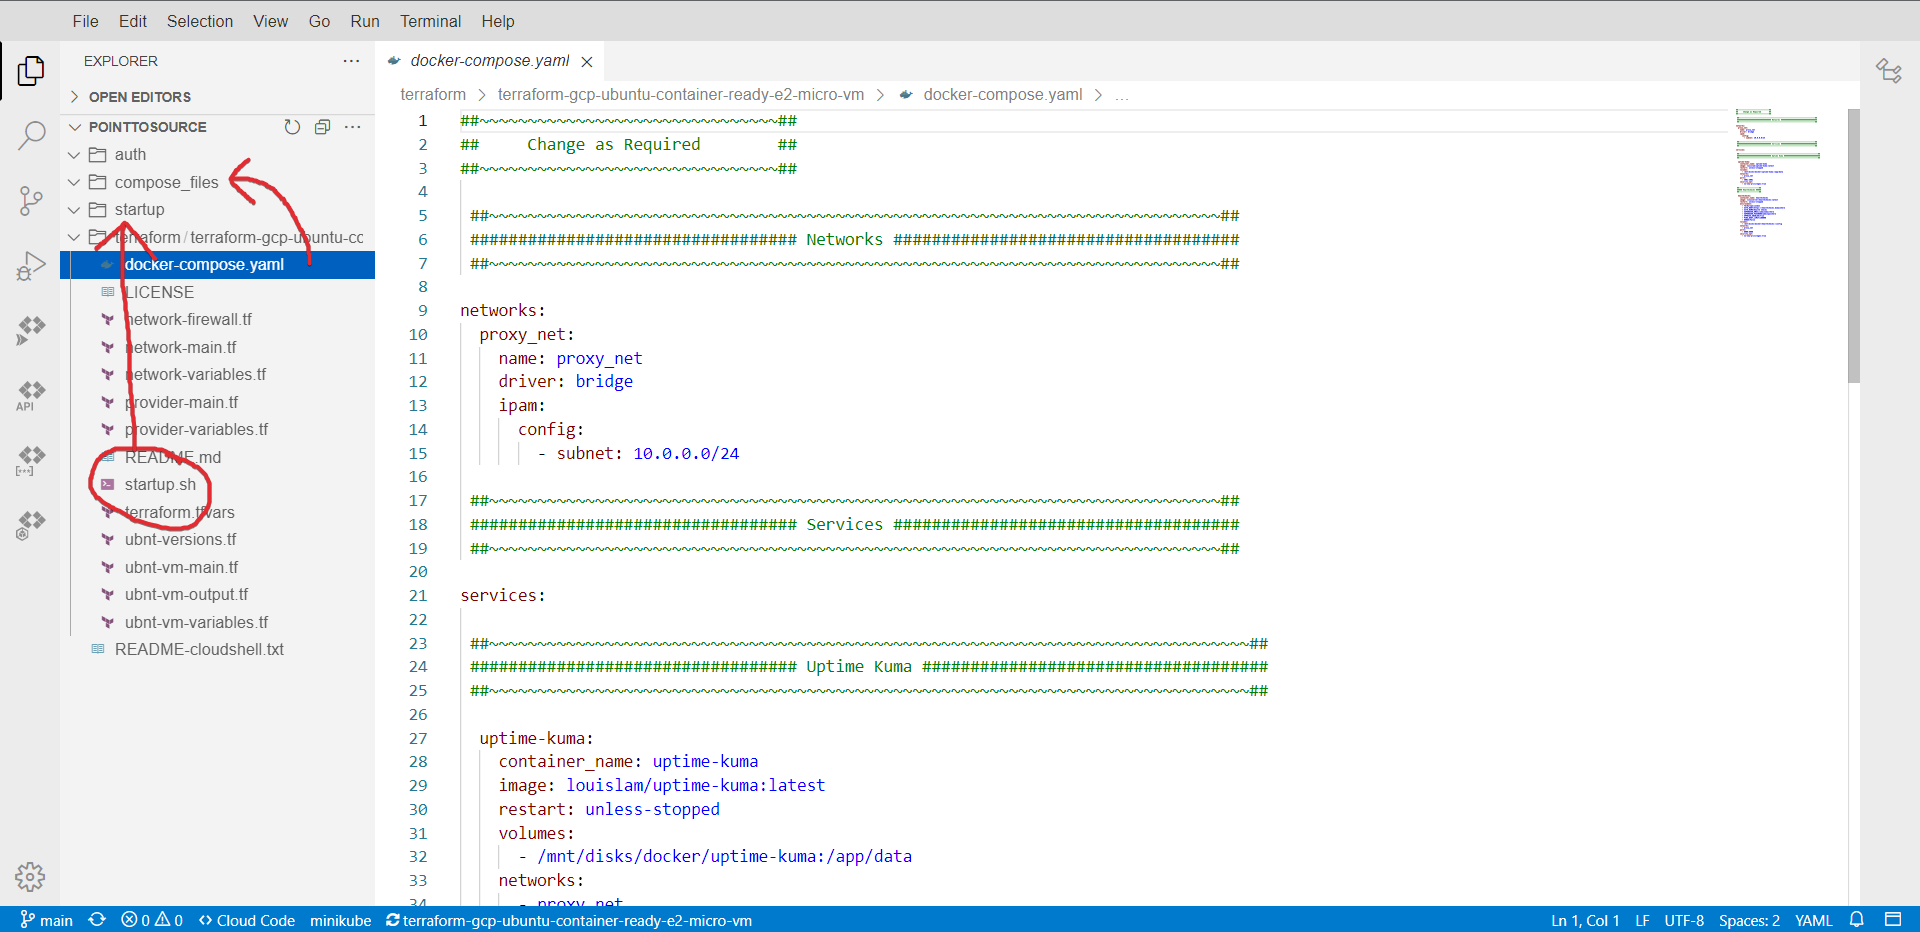 File Edit Selection View Go Run Terminal Help
EXPLORER
OPEN EDITORS
POINTTOSOURCE
auth
compose_files
startup
terraform / terraform-gcp-ubuntu-cc
docker-compose.yaml
LICENSE
network-firewall.tf
network-main.tf
network-variables.tf
provider-main.tf
provider-variables.tf
README.md
startup.sh
terraform.tfvars
ubnt-versions.tf
ubnt-vm-main.tf
ubnt-vm-output.tf
ubnt-vm-variables.tf
README-cloudshell.txt
API
docker-compose.yaml
terraform > terraform-gcp-ubuntu-container-ready-e2-micro-vm > docker-compose.yaml > ...
1 ##~~~~~~~~~~~~~~~~~~~~~~~~~~~~~~~##
2 ## Change as Required ##
3 ##~~~~~~~~~~~~~~~~~~~~~~~~~~~~~~~##
4
5 ##~~~~~~~~~~~~~~~~~~~~~~~~~~~~~~~~~~~~~~~~~~~~~~~~~~~~~~~~~~~~~~~~~~~~~~~~~~~~##
6 ################################## Networks ####################################
7 ##~~~~~~~~~~~~~~~~~~~~~~~~~~~~~~~~~~~~~~~~~~~~~~~~~~~~~~~~~~~~~~~~~~~~~~~~~~~~##
8
9 networks:
10 proxy_net:
11 name: proxy_net
12 driver: bridge
13 ipam:
14 config:
15 - subnet: 10.0.0.0/24
16
17 ##~~~~~~~~~~~~~~~~~~~~~~~~~~~~~~~~~~~~~~~~~~~~~~~~~~~~~~~~~~~~~~~~~~~~~~~~~~~~##
18 ################################## Services ####################################
19 ##~~~~~~~~~~~~~~~~~~~~~~~~~~~~~~~~~~~~~~~~~~~~~~~~~~~~~~~~~~~~~~~~~~~~~~~~~~~~##
20
21 services:
22
23 ##~~~~~~~~~~~~~~~~~~~~~~~~~~~~~~~~~~~~~~~~~~~~~~~~~~~~~~~~~~~~~~~~~~~~~~~~~~~~~~~##
24 ################################## Uptime Kuma ####################################
25 ##~~~~~~~~~~~~~~~~~~~~~~~~~~~~~~~~~~~~~~~~~~~~~~~~~~~~~~~~~~~~~~~~~~~~~~~~~~~~~~~##
26
27 uptime-kuma:
28 container_name: uptime-kuma
29 image: louislam/uptime-kuma:latest
30 restart: unless-stopped
31 volumes:
32 - /mnt/disks/docker/uptime-kuma:/app/data
33 networks:
34 - proxy_net
main 0 0 <> Cloud Code minikube terraform-gcp-ubuntu-container-ready-e2-micro-vm Ln 1, Col 1 LF UTF-8 Spaces: 2 YAML